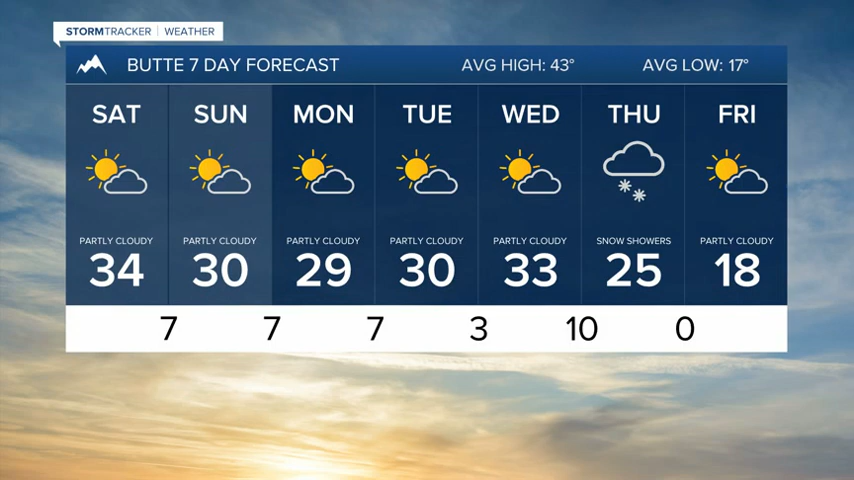 STORMTRACKER | WEATHER
BUTTE 7 DAY FORECAST AVG HIGH: 43° AVG LOW: 17°
SAT SUN MON TUE WED THU FRI
PARTLY CLOUDY PARTLY CLOUDY PARTLY CLOUDY PARTLY CLOUDY PARTLY CLOUDY SNOW SHOWERS PARTLY CLOUDY
34 30 29 30 33 25 18
7 7 7 3 10 0